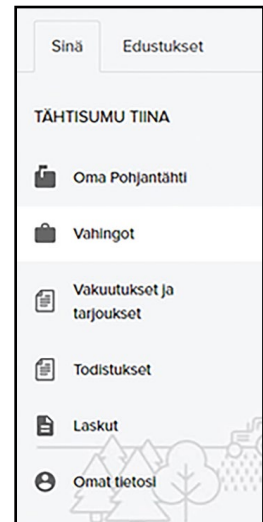 Sinä Edustukset
TÄHTISUMU TIINA
Oma Pohjantähti
Vahingot
Vakuutukset ja
tarjoukset
Todistukset
Laskut
Omat tietosi